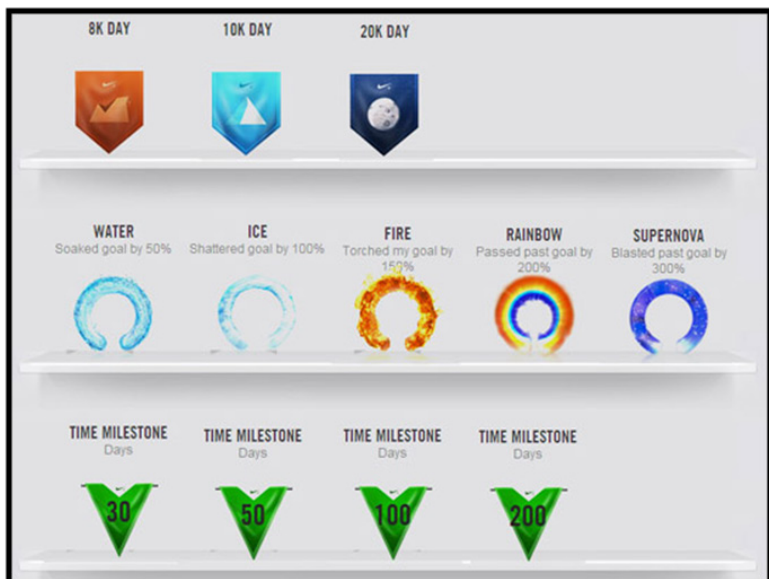 8K DAY
10K DAY
20K DAY
WATER
Soaked goal by 50%
ICE
Shattered goal by 100%
FIRE
Torched my goal by
150%
RAINBOW
Passed past goal by
200%
SUPERNOVA
Blasted past goal by
300%
TIME MILESTONE
Days
30
TIME MILESTONE
Days
50
TIME MILESTONE
Days
100
TIME MILESTONE
Days
200